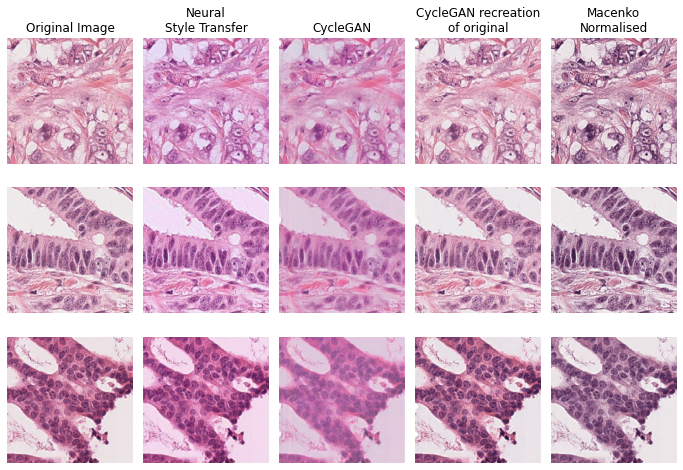 Original Image
Neural
Style Transfer
CycleGAN
CycleGAN recreation
of original
Macenko
Normalised